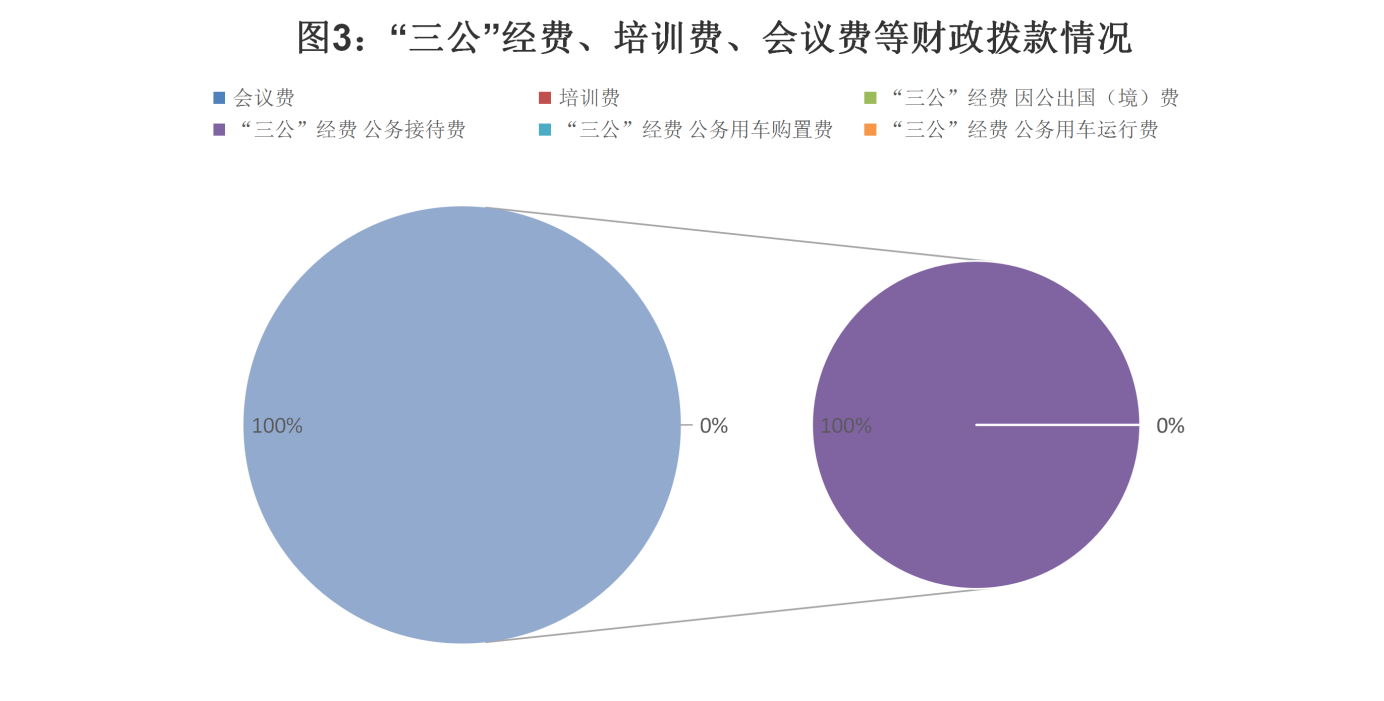 图3：“三公”经费、培训费、会议费等财政拨款情况
会议费 培训费 “三公”经费 因公出国（境）费
“三公”经费 公务接待费 “三公”经费 公务用车购置费 “三公”经费 公务用车运行费
100% 0% 100% 0%